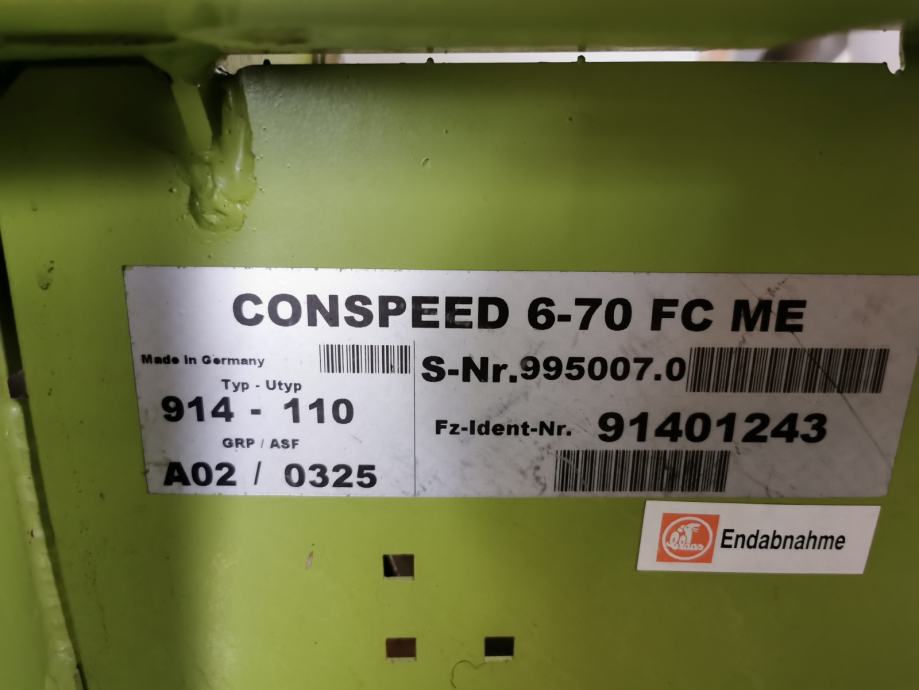 CONSPEED 6-70 FC ME
Made in Germany
Typ - Utyp
914 - 110
GRP / ASF
A02 / 0325
S-Nr.995007.0
Fz-Ident-Nr. 91401243
Claas Endabnahme